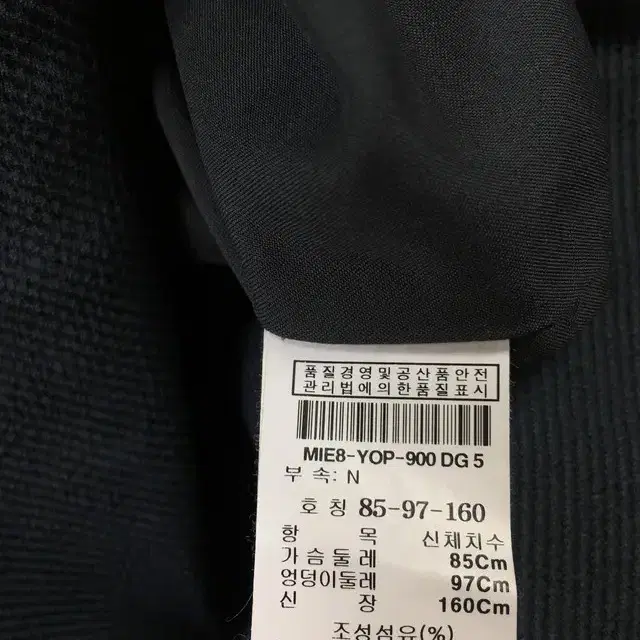 품질경영및공산품안전
관리법에의한품질표시
MIE8-YOP-900 DG 5
부 속: N
호 칭 85-97-160
항 목 신체치수
가슴둘레 85Cm
엉덩이둘레 97Cm
신 장 160Cm
조성섬유(%)